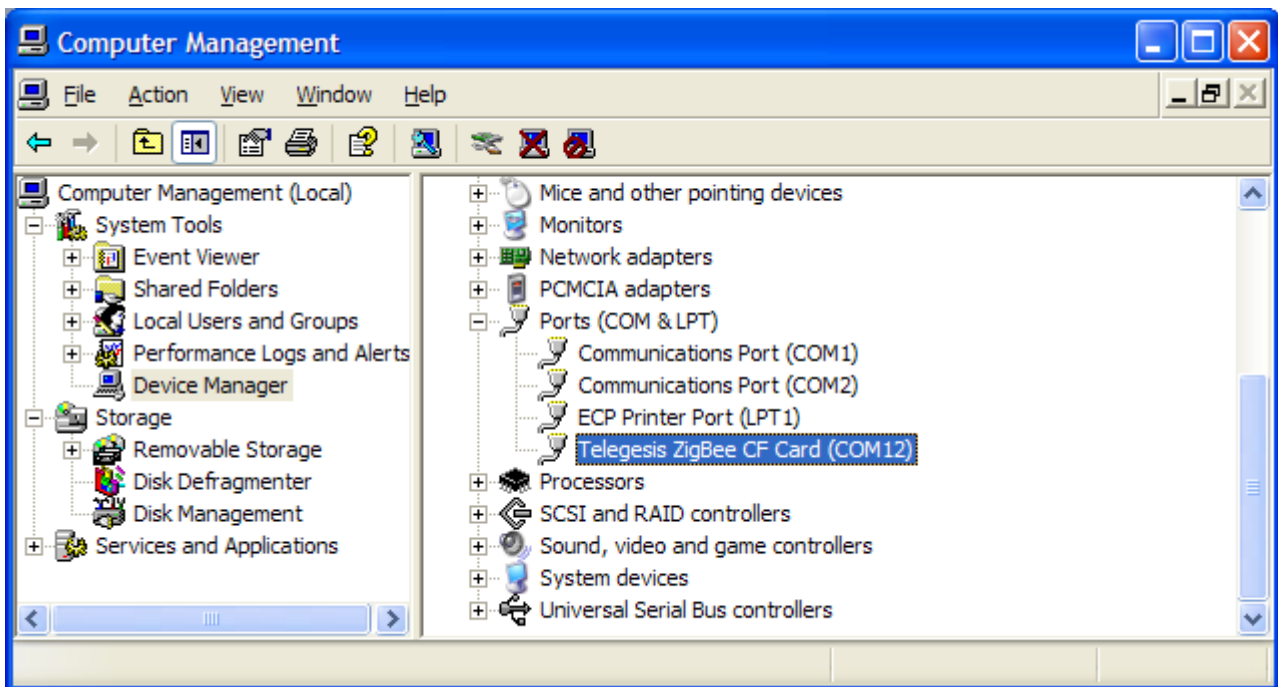 Computer Management
File Action View Window Help
Computer Management (Local)
System Tools
Event Viewer
Shared Folders
Local Users and Groups
Performance Logs and Alerts
Device Manager
Storage
Removable Storage
Disk Defragmenter
Disk Management
Services and Applications
Mice and other pointing devices
Monitors
Network adapters
PCMCIA adapters
Ports (COM & LPT)
Communications Port (COM1)
Communications Port (COM2)
ECP Printer Port (LPT1)
Telegesis ZigBee CF Card (COM12)
Processors
SCSI and RAID controllers
Sound, video and game controllers
System devices
Universal Serial Bus controllers